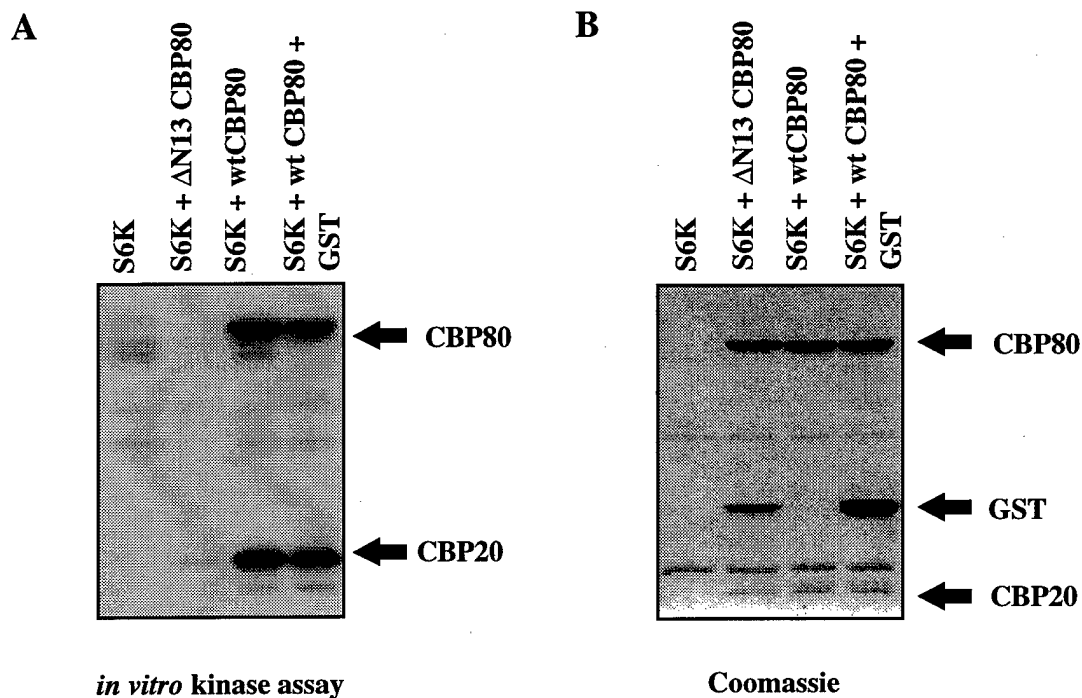 A
S6K
S6K + ΔN13 CBP80
S6K + wtCBP80
S6K + wt CBP80 +
GST
CBP80
CBP20
in vitro kinase assay
B
S6K
S6K + ΔN13 CBP80
S6K + wtCBP80
S6K + wt CBP80 +
GST
CBP80
GST
CBP20
Coomassie